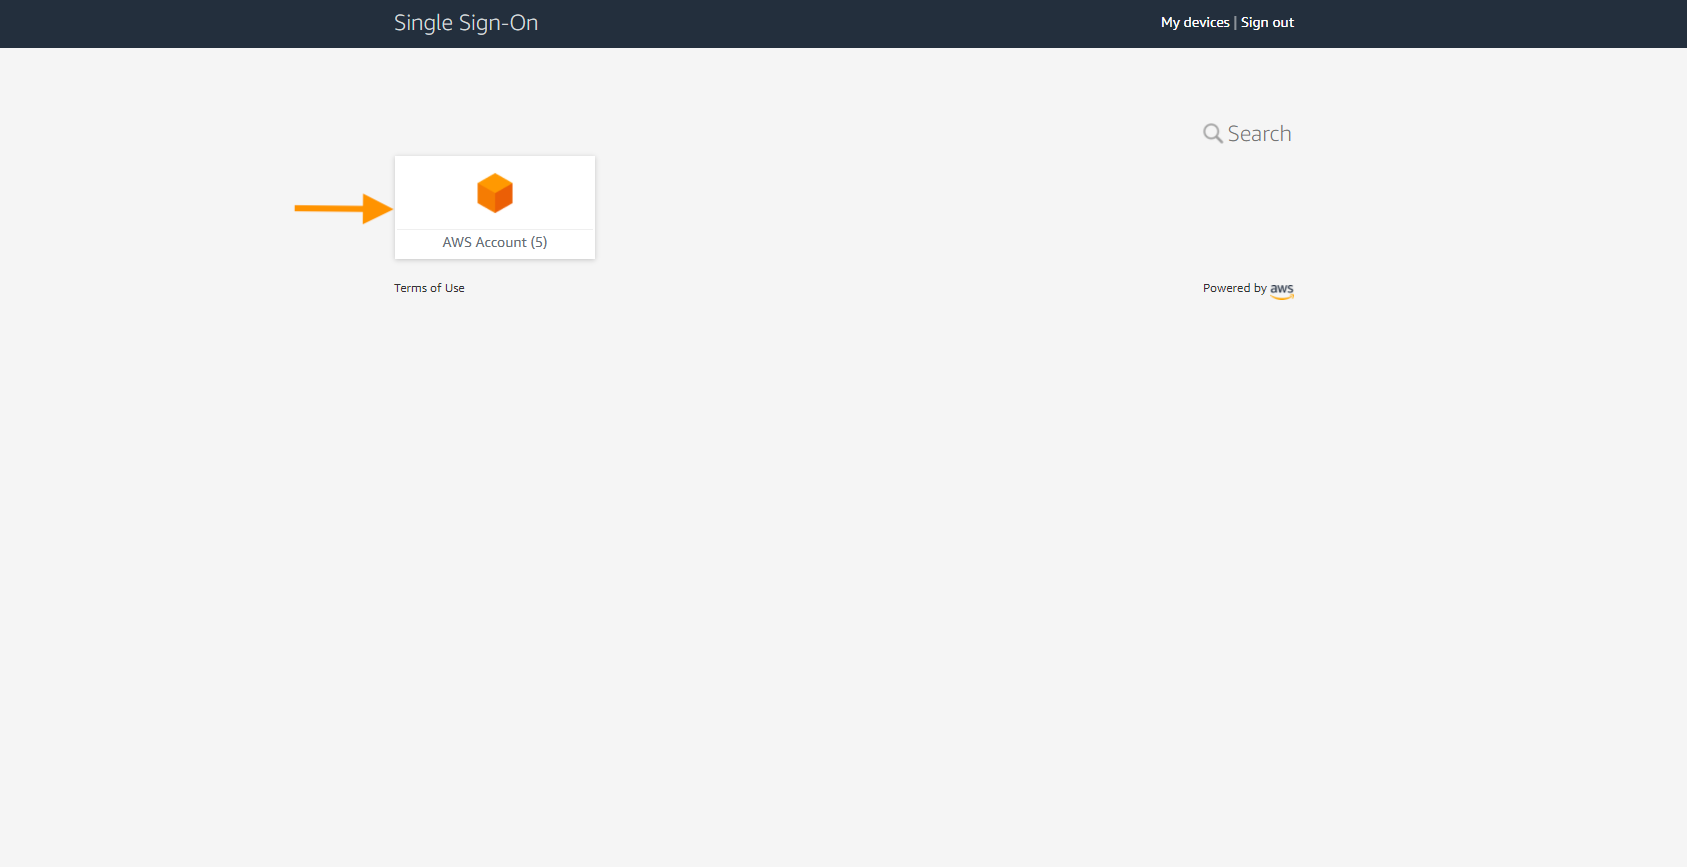 Single Sign-On
My devices | Sign out
Search
AWS Account (5)
Terms of Use
Powered by aws